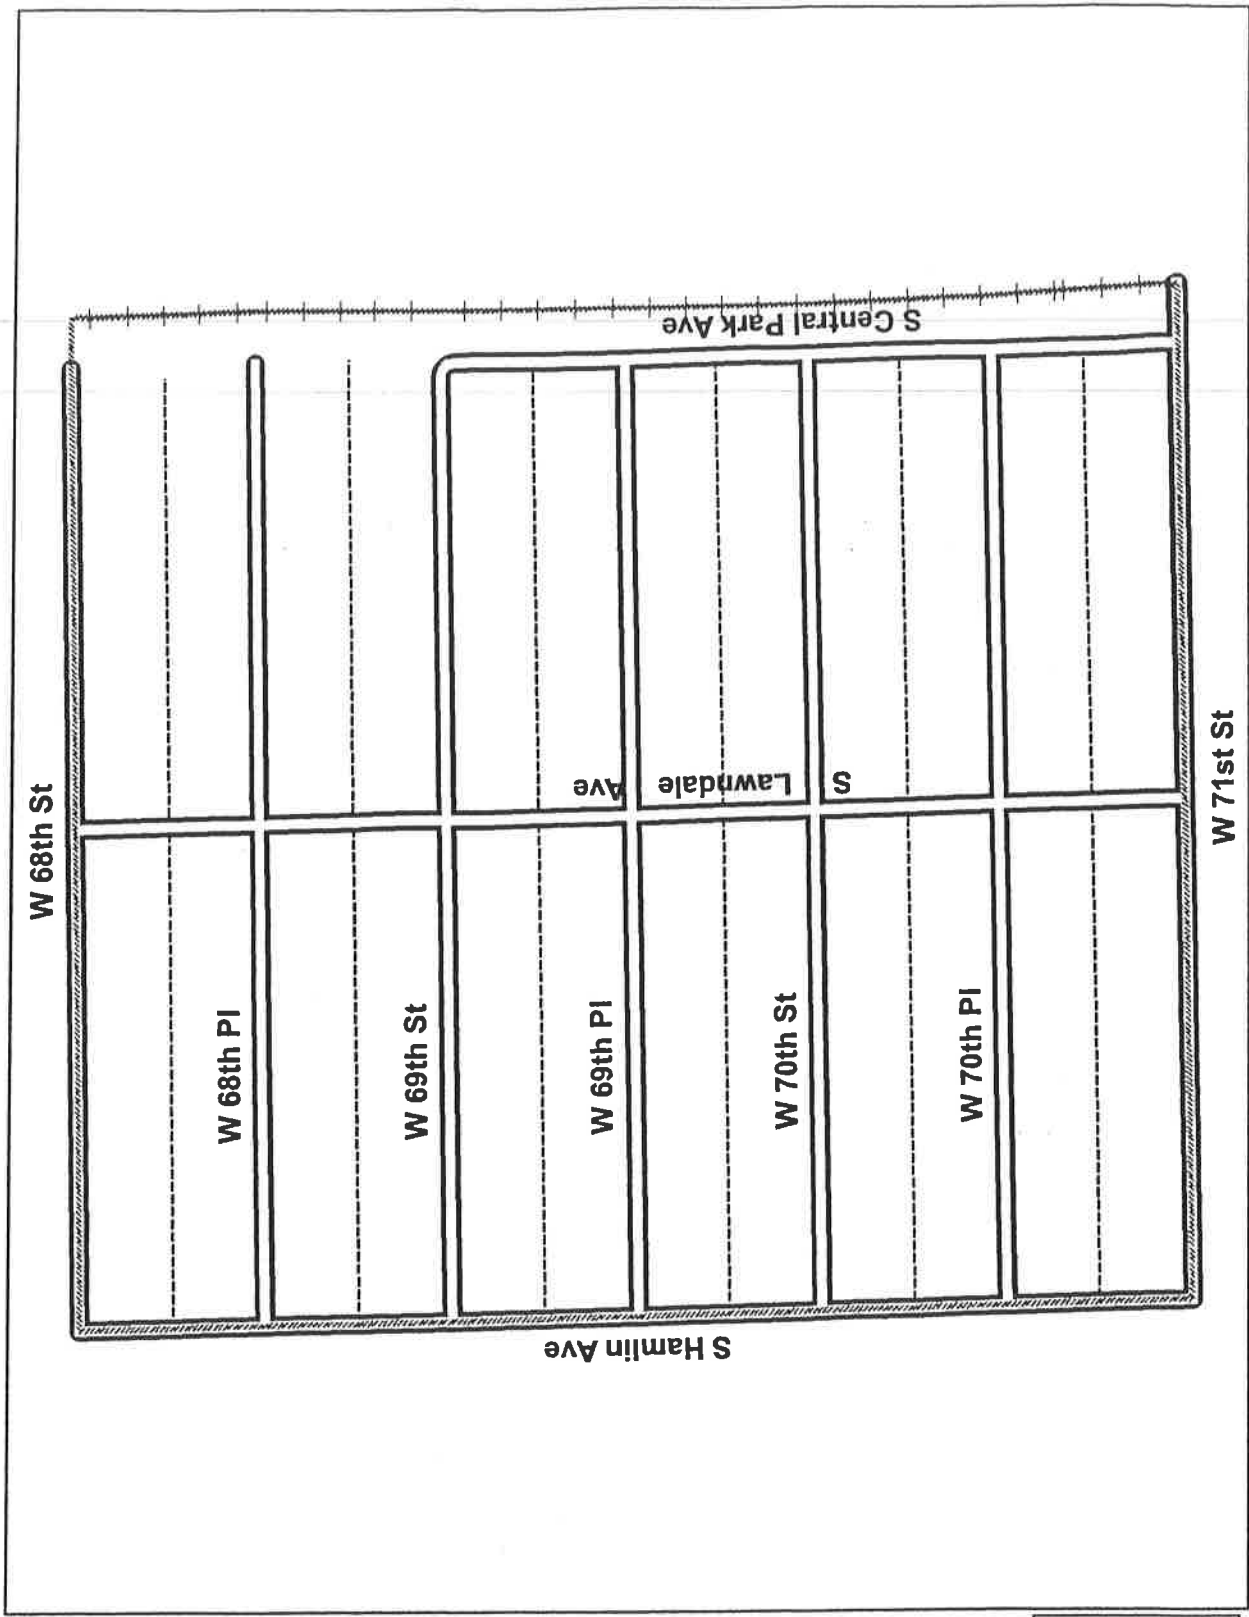 W 68th St
W 68th Pl
W 69th St
W 69th Pl
W 70th St
W 70th Pl
W 71st St
S Central Park Ave
S Lawndale Ave
S Hamlin Ave